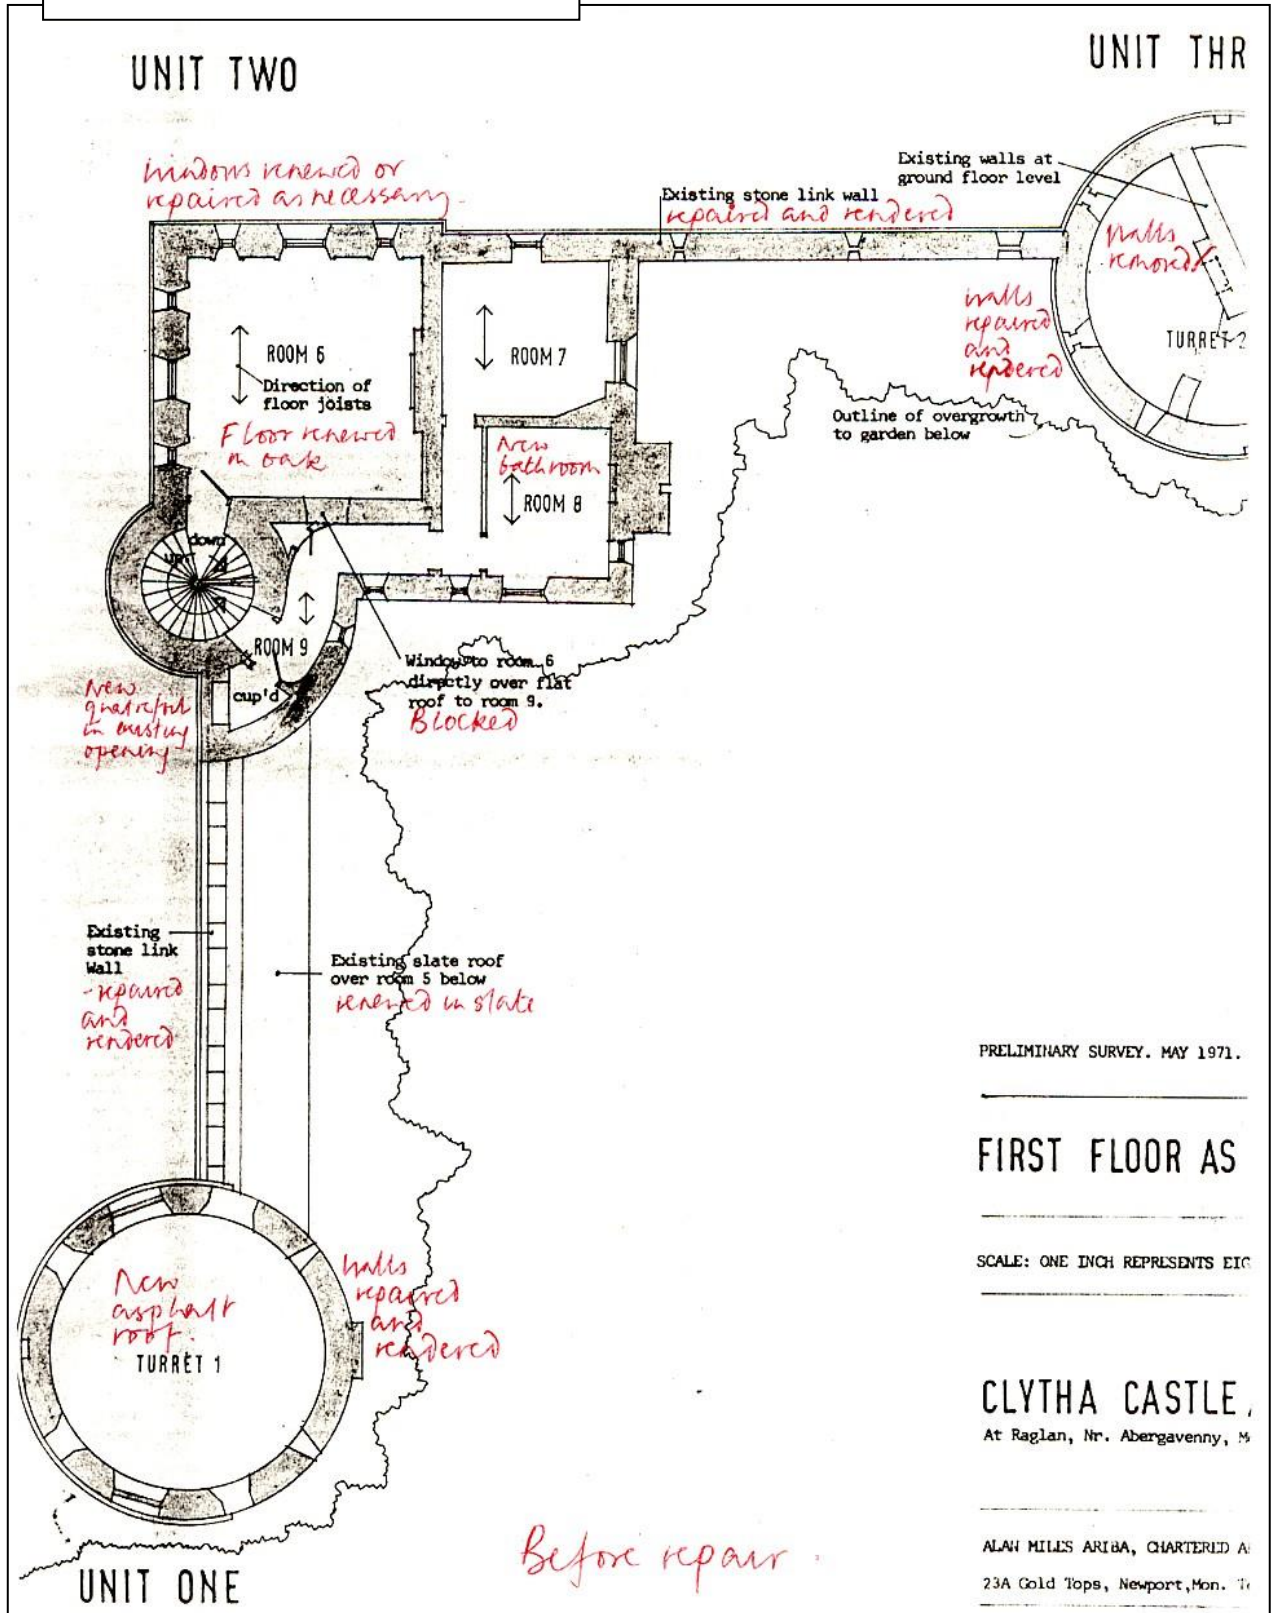 UNIT TWO
UNIT THR
Windows renewed or
repaired as necessary.
Existing walls at
ground floor level
Existing stone link wall
repaired and rendered
Walls
removed
walls
repaired
and
rendered
TURRET 2
ROOM 6
Direction of
floor joists
Floor renewed
in oak
ROOM 7
New
bathroom
ROOM 8
Outline of overgrowth
to garden below
down
up
ROOM 9
cup'd
Window to room 6
directly over flat
roof to room 9.
Blocked
New
quatrefoil
in existing
opening
Existing
stone link
Wall
- repaired
and
rendered
Existing slate roof
over room 5 below
renewed in slate
PRELIMINARY SURVEY. MAY 1971.
FIRST FLOOR AS
SCALE: ONE INCH REPRESENTS EIG
New
asphalt
roof.
TURRET 1
walls
repaired
and
rendered
CLYTHA CASTLE,
At Raglan, Nr. Abergavenny, M
Before repair.
ALAN MILES ARIBA, CHARTERED A
23A Gold Tops, Newport,Mon. Te
UNIT ONE